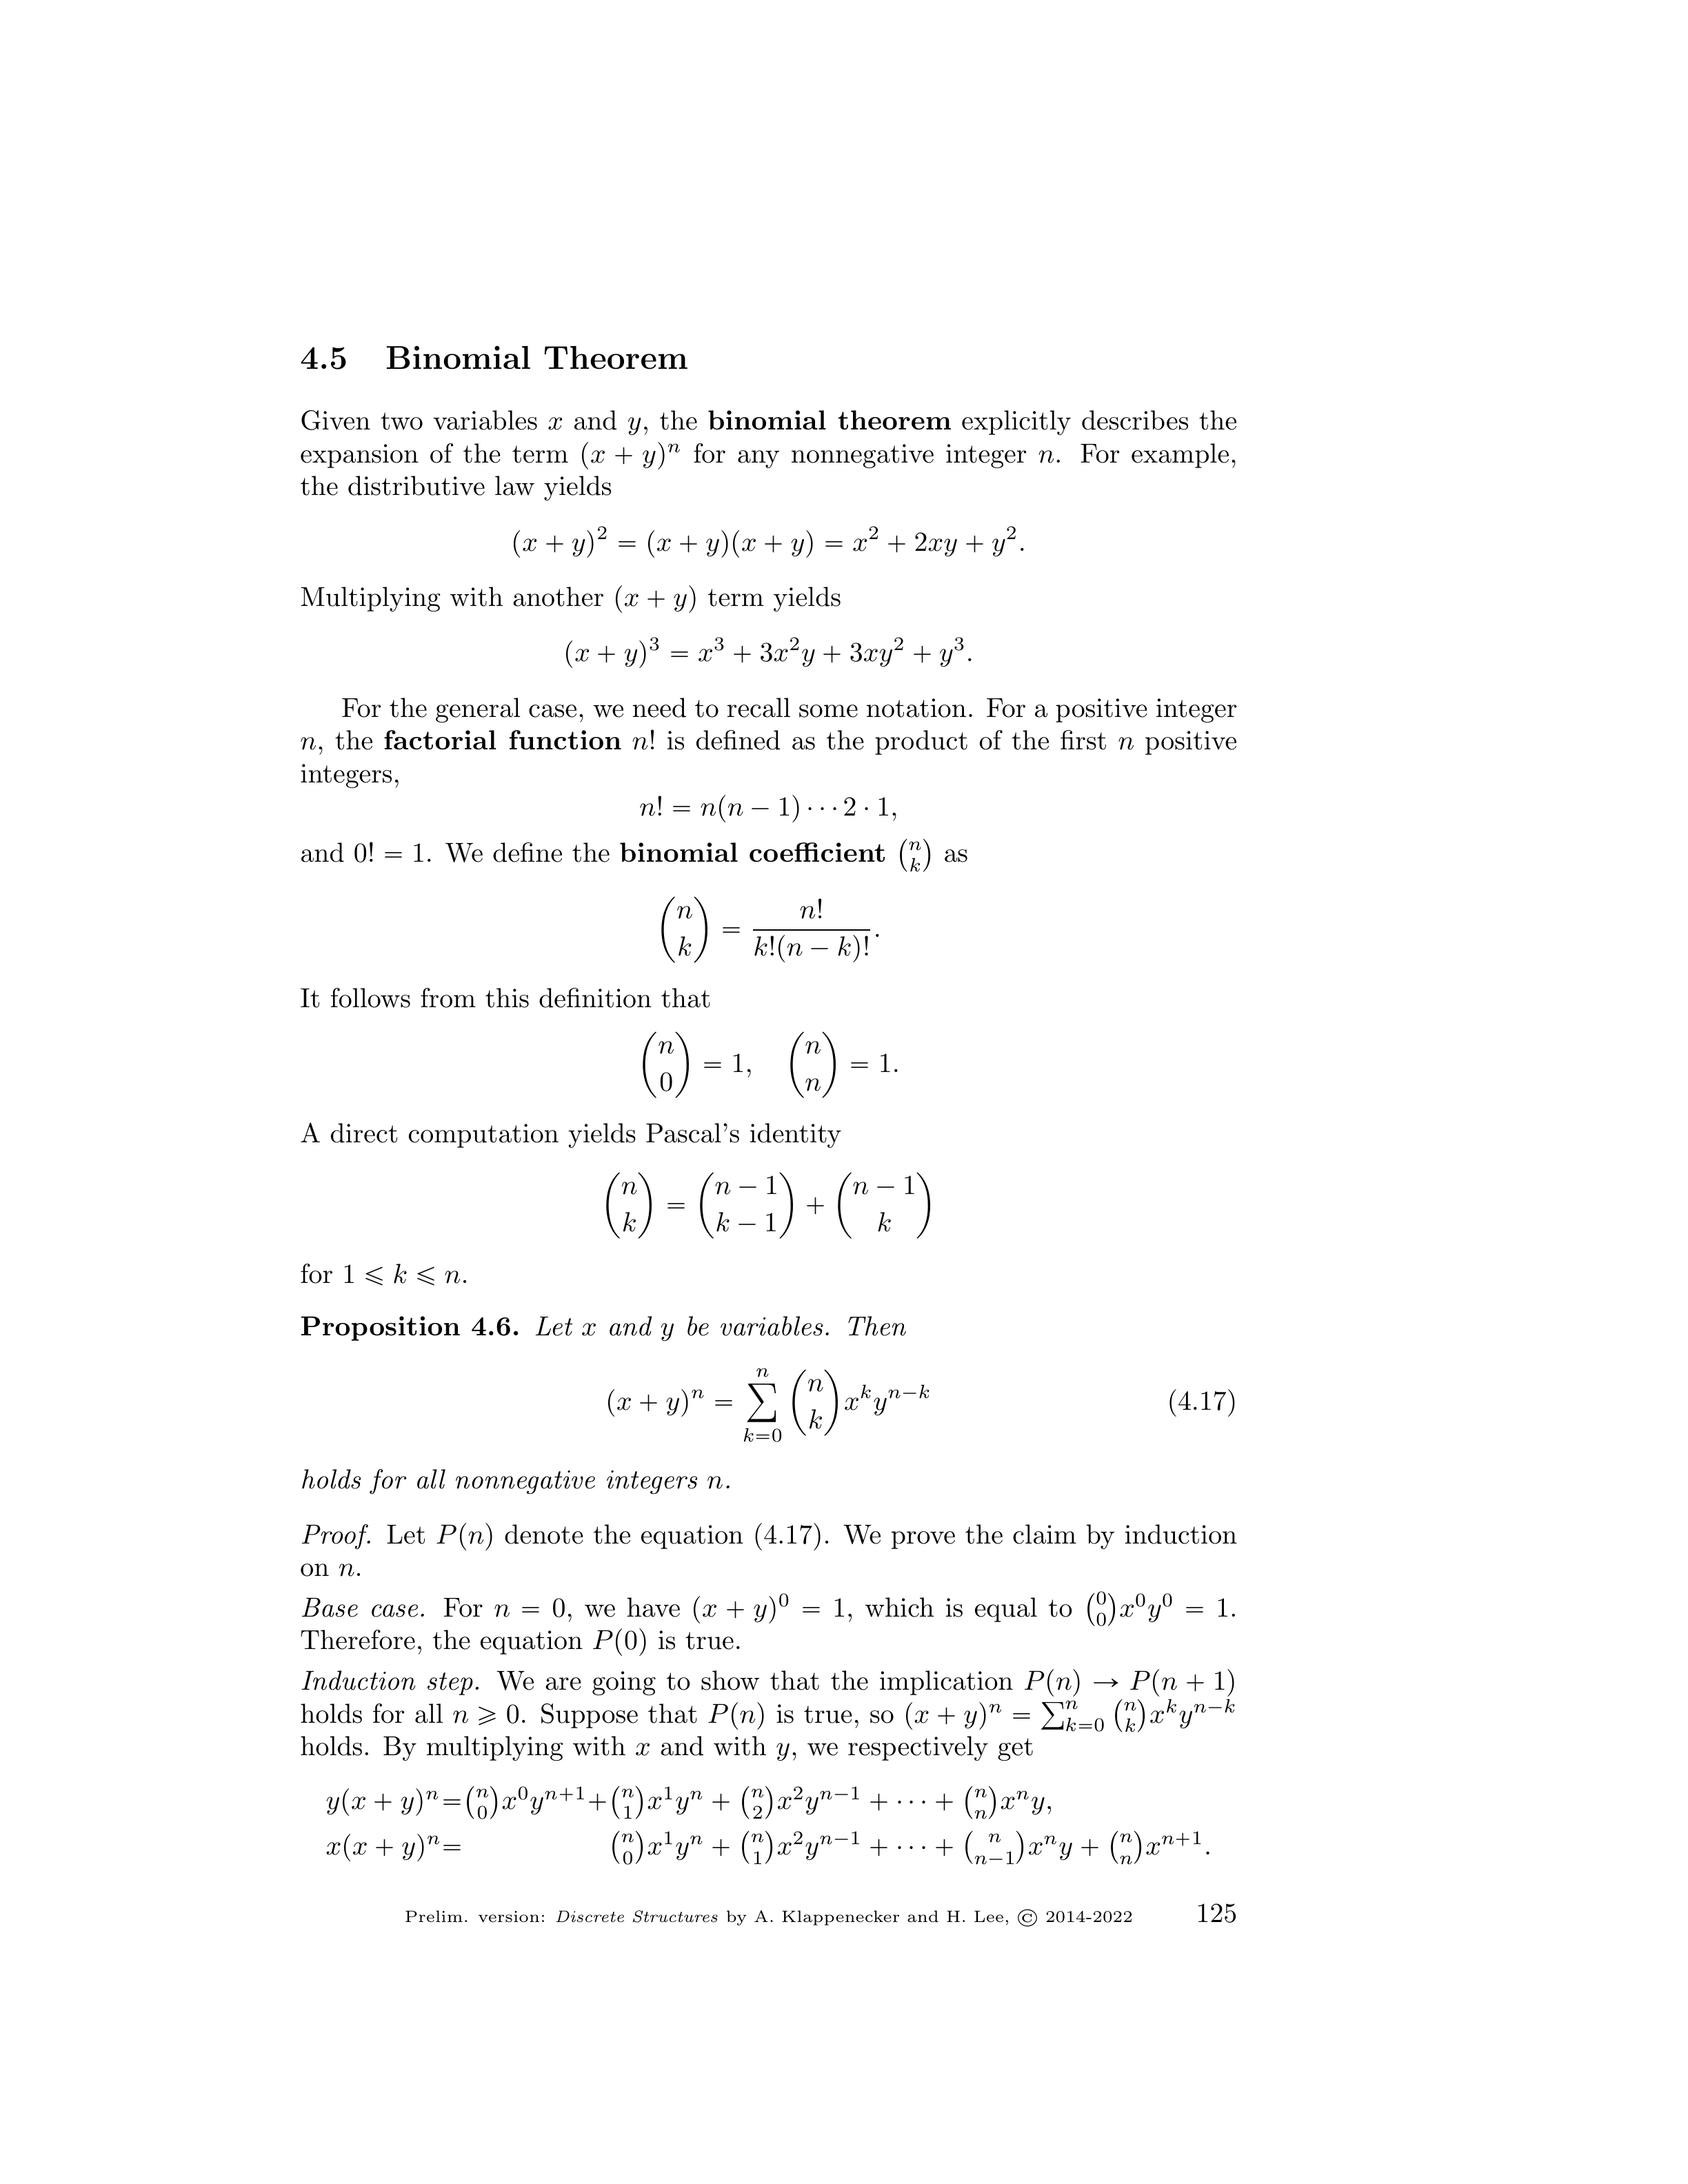 4.5 Binomial Theorem
Given two variables x and y, the binomial theorem explicitly describes the
expansion of the term (x + y)^n for any nonnegative integer n. For example,
the distributive law yields
(x + y)^2 = (x + y)(x + y) = x^2 + 2xy + y^2.
Multiplying with another (x + y) term yields
(x + y)^3 = x^3 + 3x^2y + 3xy^2 + y^3.
For the general case, we need to recall some notation. For a positive integer
n, the factorial function n! is defined as the product of the first n positive
integers,
n! = n(n − 1) · · · 2 · 1,
and 0! = 1. We define the binomial coefficient \binom{n}{k} as
\binom{n}{k} = \frac{n!}{k!(n − k)!}.
It follows from this definition that
\binom{n}{0} = 1, \binom{n}{n} = 1.
A direct computation yields Pascal's identity
\binom{n}{k} = \binom{n − 1}{k − 1} + \binom{n − 1}{k}
for 1 ⩽ k ⩽ n.
Proposition 4.6. Let x and y be variables. Then
(x + y)^n = \sum_{k=0}^{n} \binom{n}{k} x^k y^{n−k} (4.17)
holds for all nonnegative integers n.
Proof. Let P(n) denote the equation (4.17). We prove the claim by induction
on n.
Base case. For n = 0, we have (x + y)^0 = 1, which is equal to \binom{0}{0}x^0y^0 = 1.
Therefore, the equation P(0) is true.
Induction step. We are going to show that the implication P(n) → P(n + 1)
holds for all n ⩾ 0. Suppose that P(n) is true, so (x + y)^n = \sum_{k=0}^{n} \binom{n}{k}x^k y^{n−k}
holds. By multiplying with x and with y, we respectively get
y(x + y)^n = \binom{n}{0}x^0y^{n+1} + \binom{n}{1}x^1y^n + \binom{n}{2}x^2y^{n−1} + · · · + \binom{n}{n}x^ny,
x(x + y)^n = \binom{n}{0}x^1y^n + \binom{n}{1}x^2y^{n−1} + · · · + \binom{n}{n−1}x^ny + \binom{n}{n}x^{n+1}.
Prelim. version: Discrete Structures by A. Klappenecker and H. Lee, © 2014-2022 125